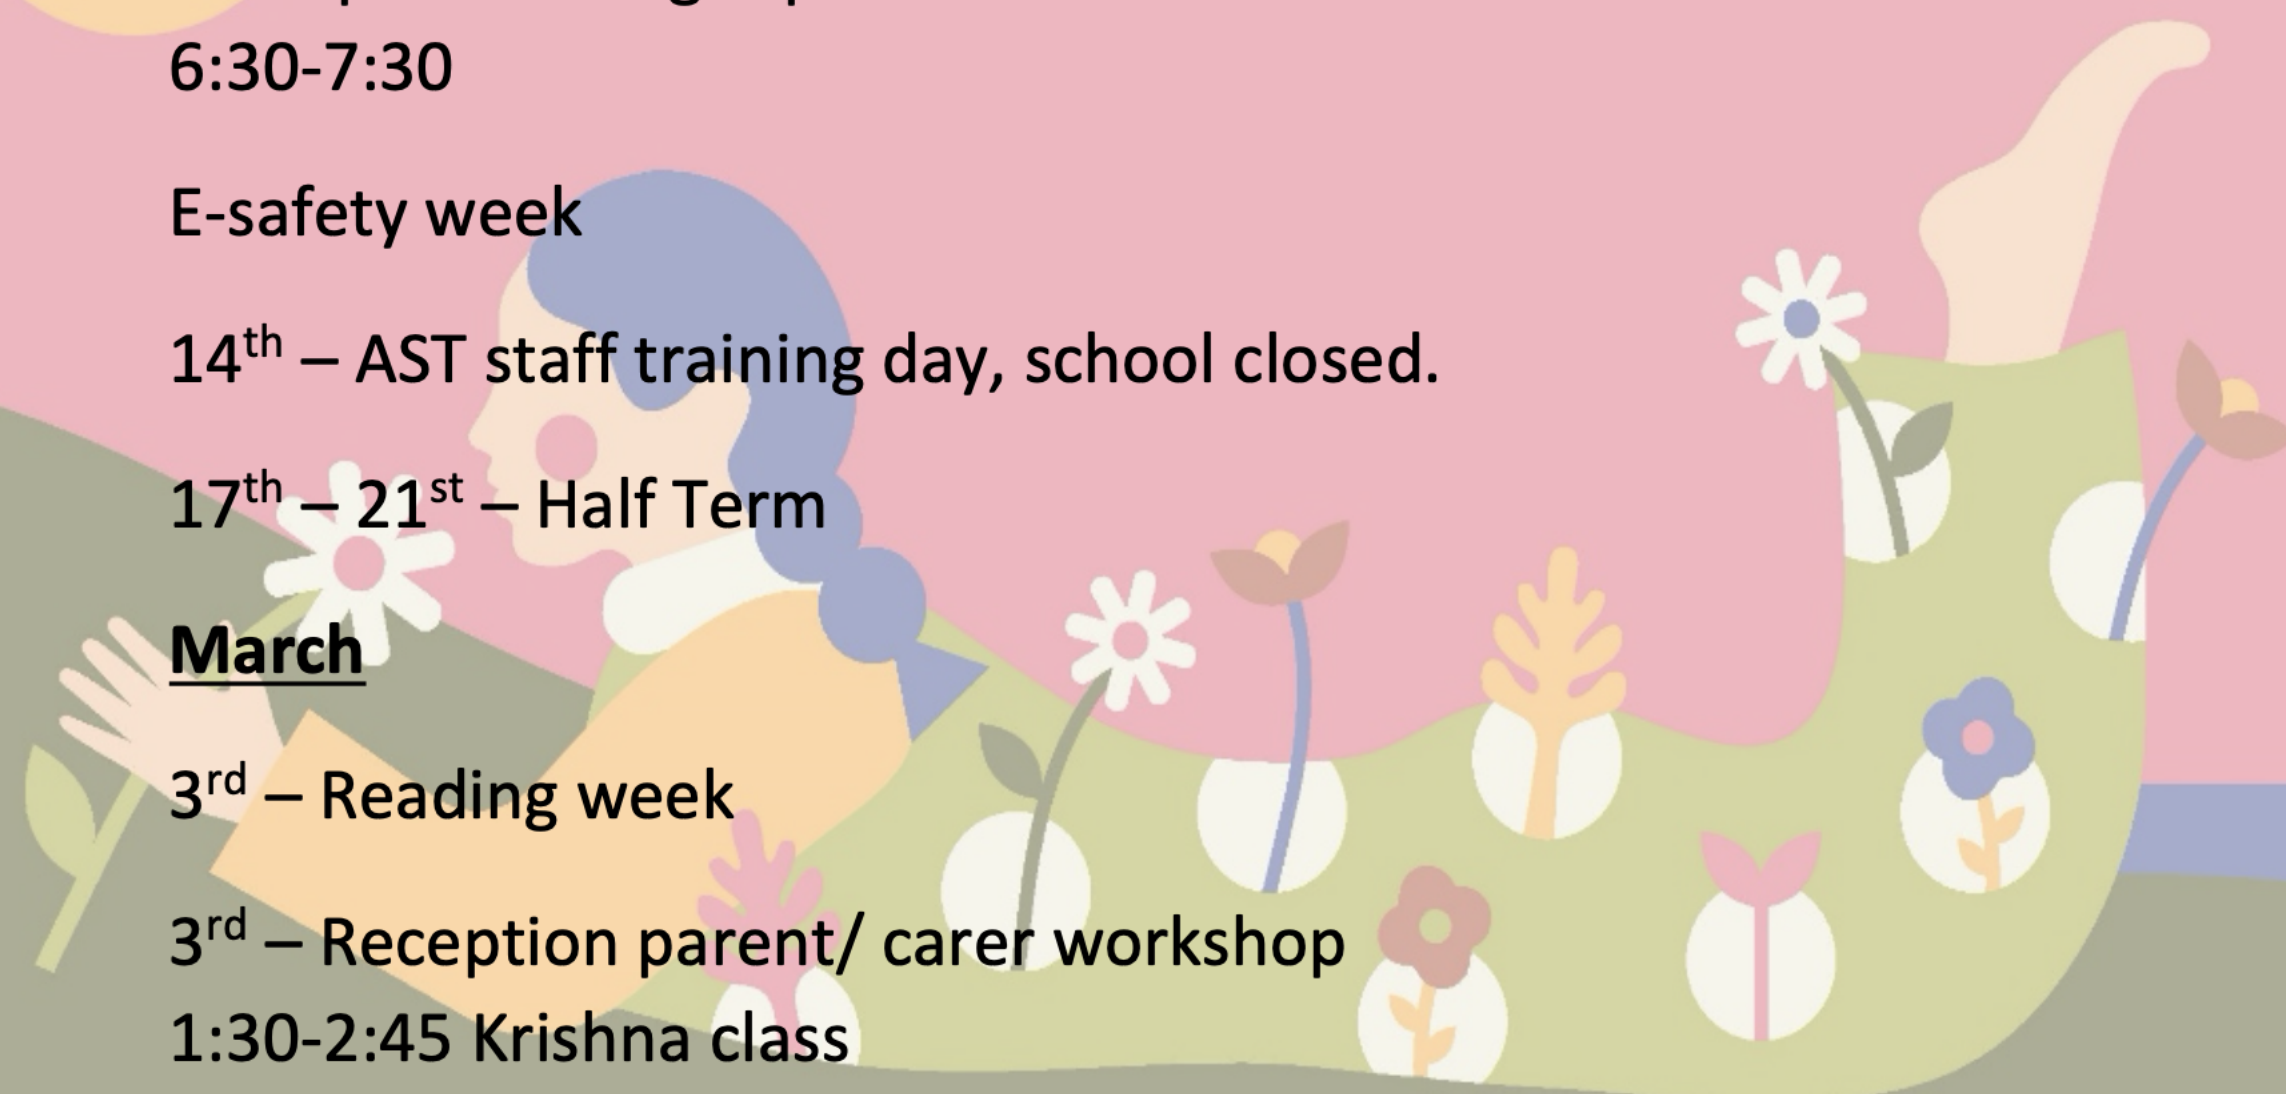 6:30-7:30
E-safety week
14th – AST staff training day, school closed.
17th – 21st – Half Term
March
3rd – Reading week
3rd – Reception parent/ carer workshop
1:30-2:45 Krishna class